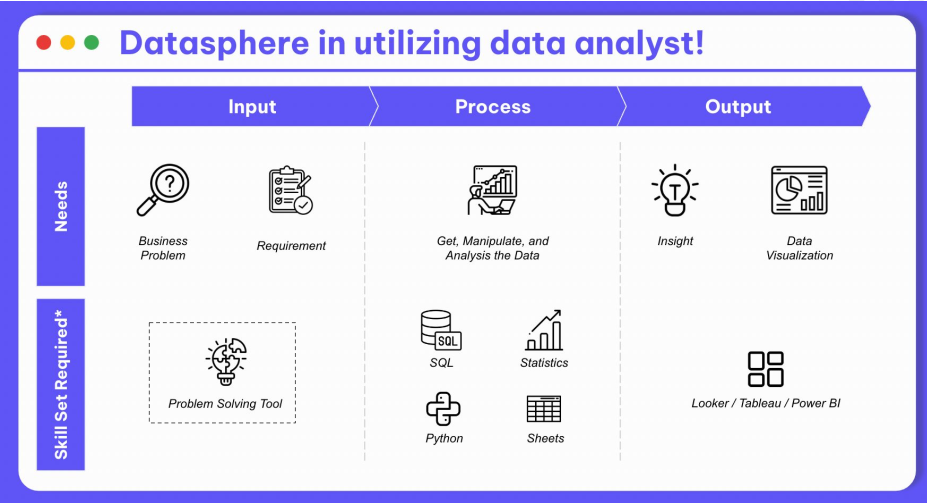 Datasphere in utilizing data analyst!
Input
Process
Output
Needs
?
Business
Problem
Requirement
Get, Manipulate, and
Analysis the Data
Insight
Data
Visualization
Skill Set Required*
Problem Solving Tool
SQL
SQL
Statistics
Python
Sheets
Looker / Tableau / Power BI